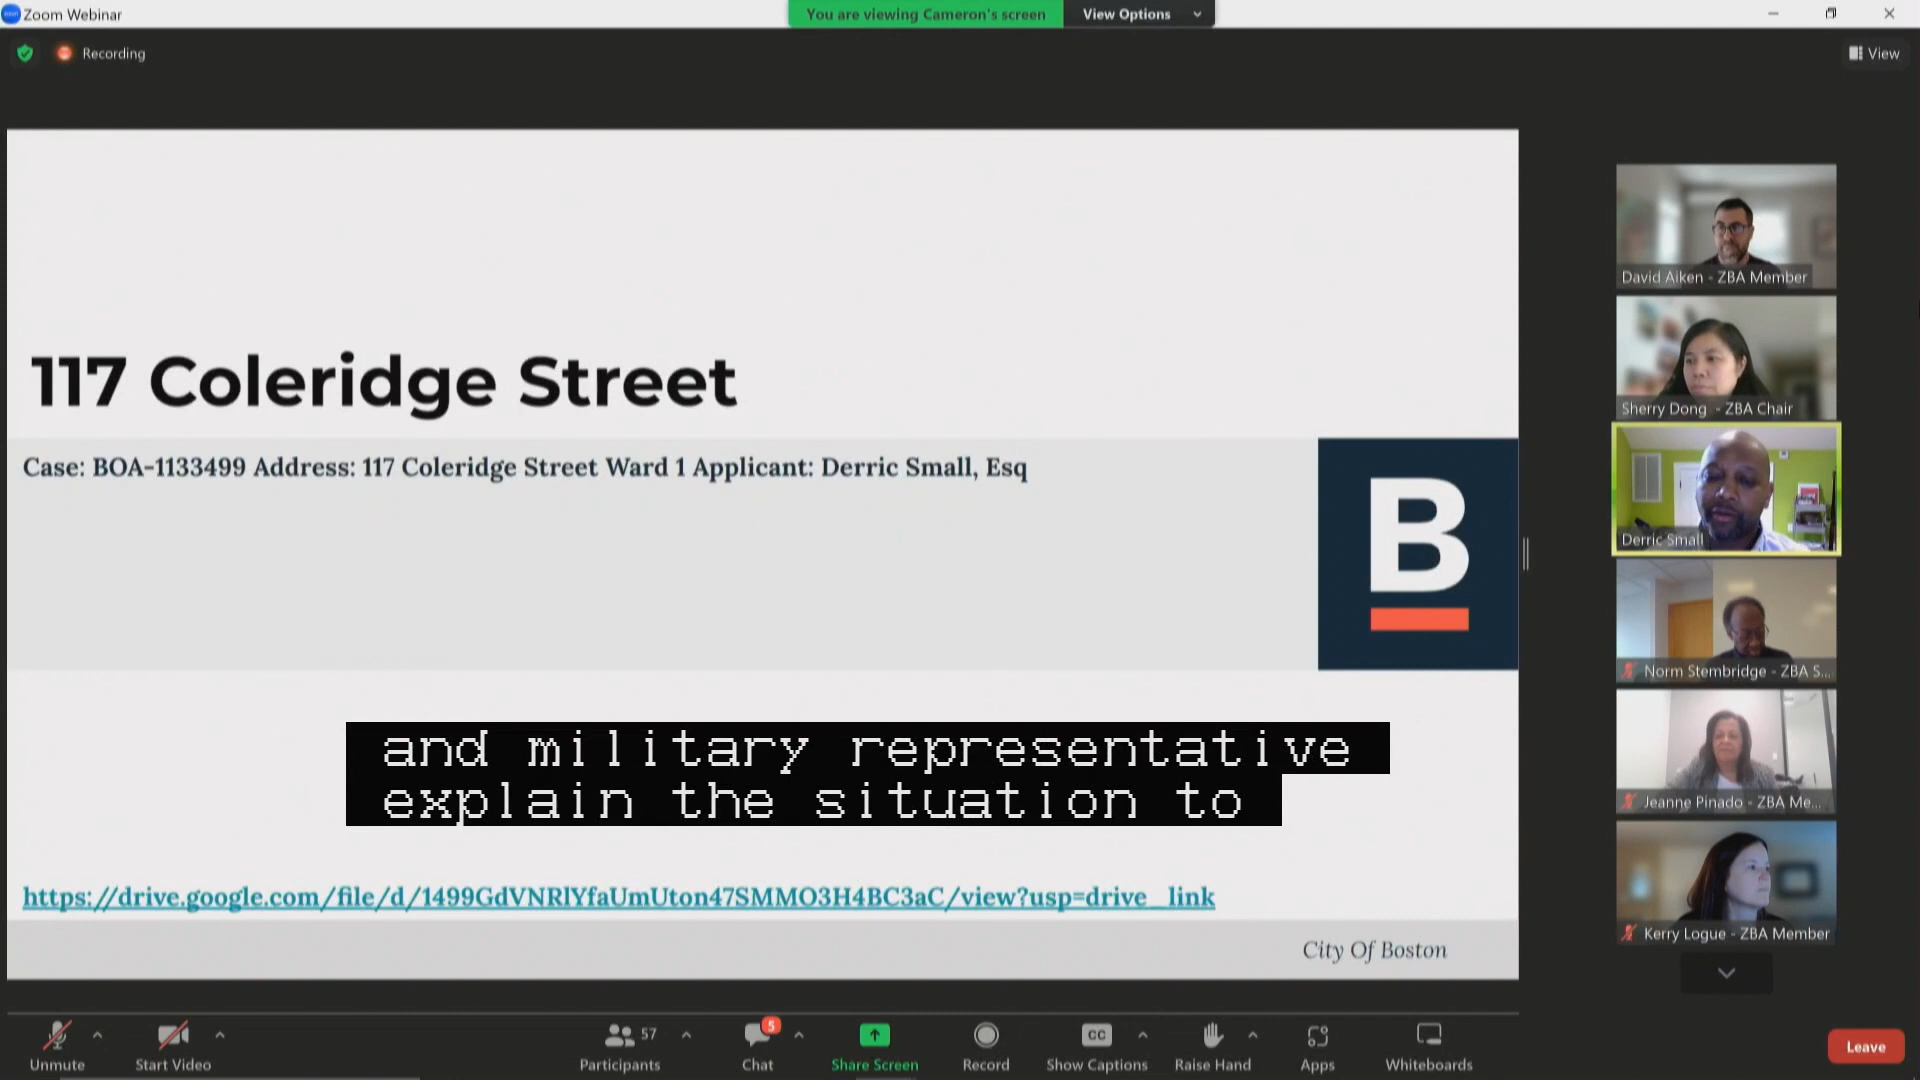 Zoom Webinar
You are viewing Cameron's screen
View Options
Recording
View
117 Coleridge Street
Case: BOA-1133499 Address: 117 Coleridge Street Ward 1 Applicant: Derric Small, Esq
B
and military representative
explain the situation to
https://drive.google.com/file/d/1499GdVNRlYfaUmUton47SMMO3H4BC3aC/view?usp=drive_link
City Of Boston
David Aiken - ZBA Member
Sherry Dong - ZBA Chair
Derric Small
Norm Stembridge - ZBA S...
Jeanne Pinado - ZBA Me...
Kerry Logue - ZBA Member
Unmute
Start Video
57
Participants
5
Chat
Share Screen
Record
CC
Show Captions
Raise Hand
Apps
Whiteboards
Leave